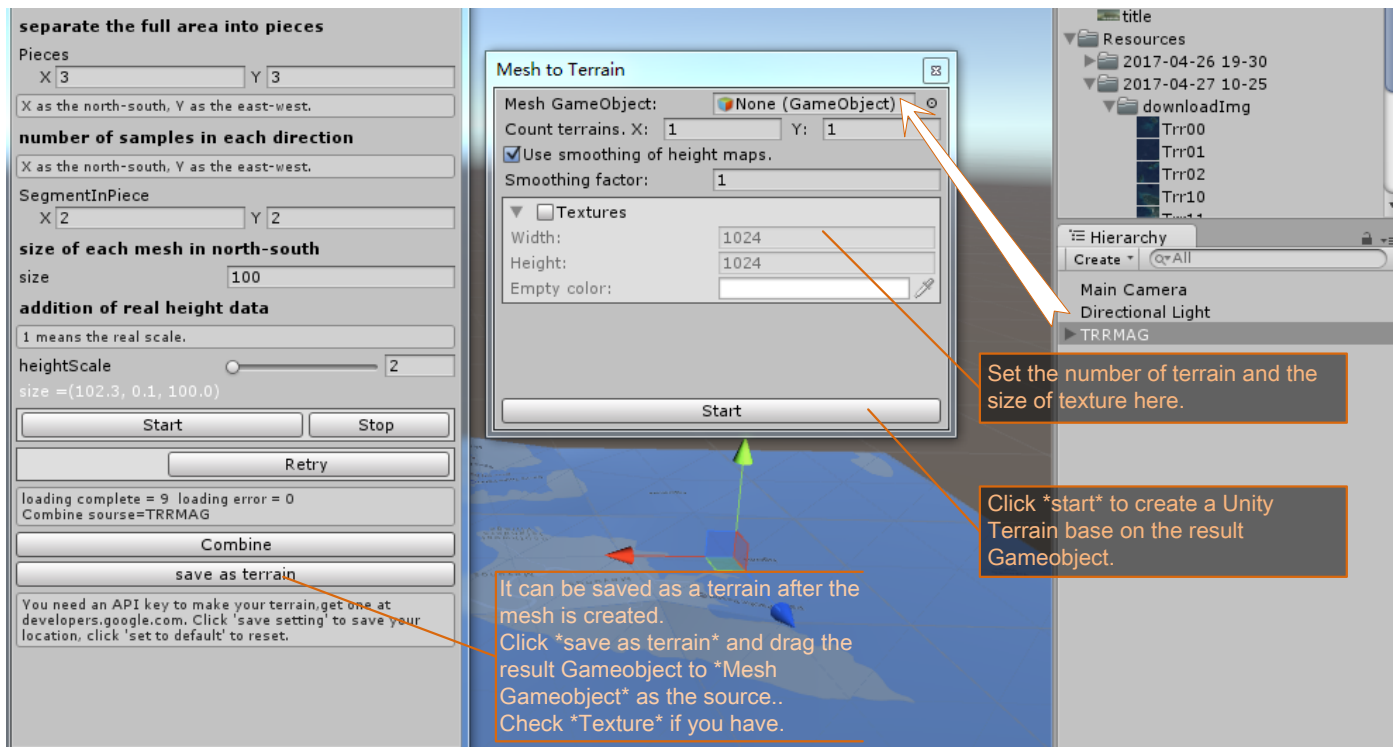 separate the full area into pieces
Pieces
X 3 Y 3
X as the north-south, Y as the east-west.
number of samples in each direction
X as the north-south, Y as the east-west.
SegmentInPiece
X 2 Y 2
size of each mesh in north-south
size 100
addition of real height data
1 means the real scale.
heightScale 2
size =(102.3, 0.1, 100.0)
Start Stop
Retry
loading complete = 9 loading error = 0
Combine sourse=TRRMAG
Combine
save as terrain
You need an API key to make your terrain,get one at
developers.google.com. Click 'save setting' to save your
location, click 'set to default' to reset.
Mesh to Terrain
Mesh GameObject: None (GameObject)
Count terrains. X: 1 Y: 1
Use smoothing of height maps.
Smoothing factor: 1
Textures
Width: 1024
Height: 1024
Empty color:
Start
It can be saved as a terrain after the
mesh is created.
Click *save as terrain* and drag the
result Gameobject to *Mesh
Gameobject* as the source..
Check *Texture* if you have.
title
Resources
2017-04-26 19-30
2017-04-27 10-25
downloadImg
Trr00
Trr01
Trr02
Trr10
Trr11
Hierarchy
Create All
Main Camera
Directional Light
TRRMAG
Set the number of terrain and the
size of texture here.
Click *start* to create a Unity
Terrain base on the result
Gameobject.